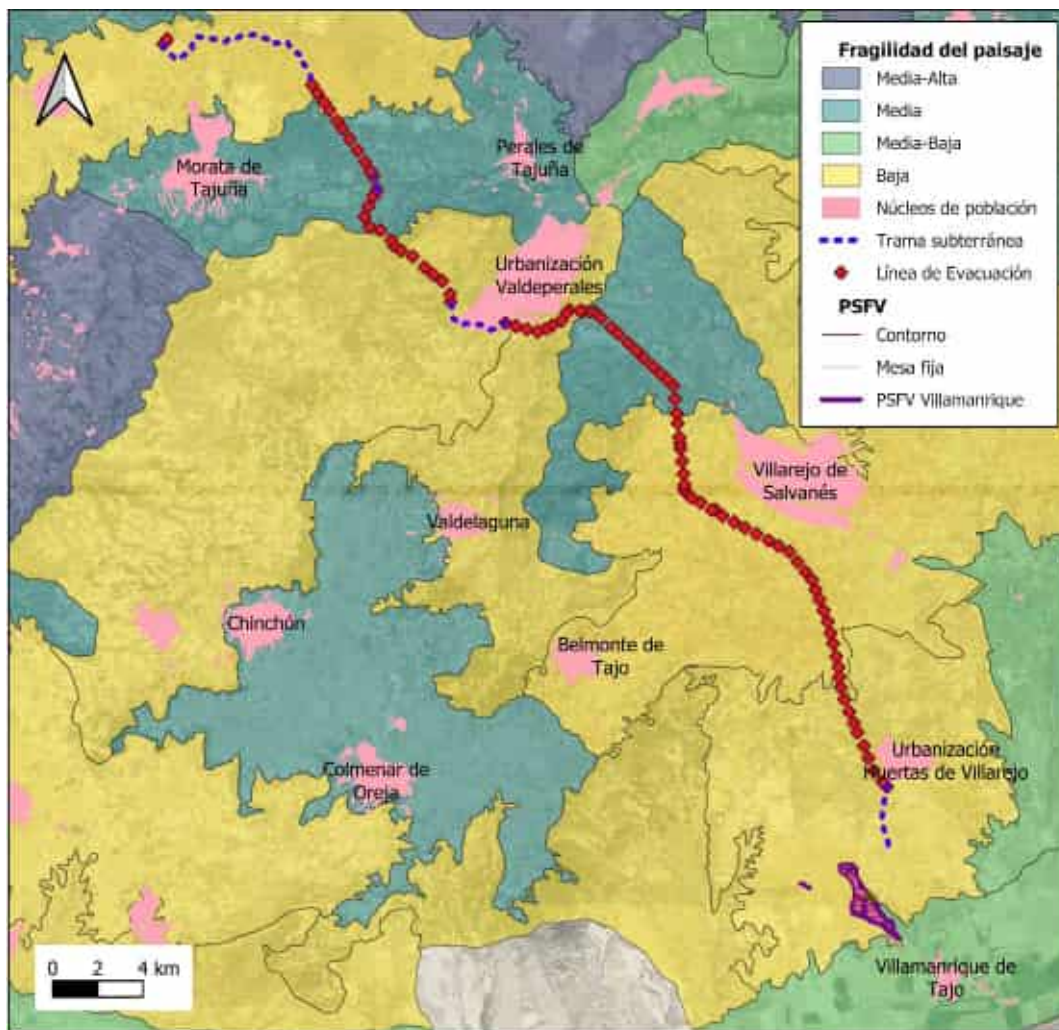 Fragilidad del paisaje
Media-Alta
Media
Media-Baja
Baja
Núcleos de población
Trama subterránea
Línea de Evacuación
PSFV
Contorno
Mesa fija
PSFV Villamanrique
Morata de
Tajuña
Perales de
Tajuña
Urbanización
Valdeperales
Villarejo de
Salvanés
Valdelaguna
Chinchún
Belmonte de
Tajo
Urbanización
Huertas de Villarejo
Colmenar de
Oreja
Villamanrique de
Tajo
0 2 4 km